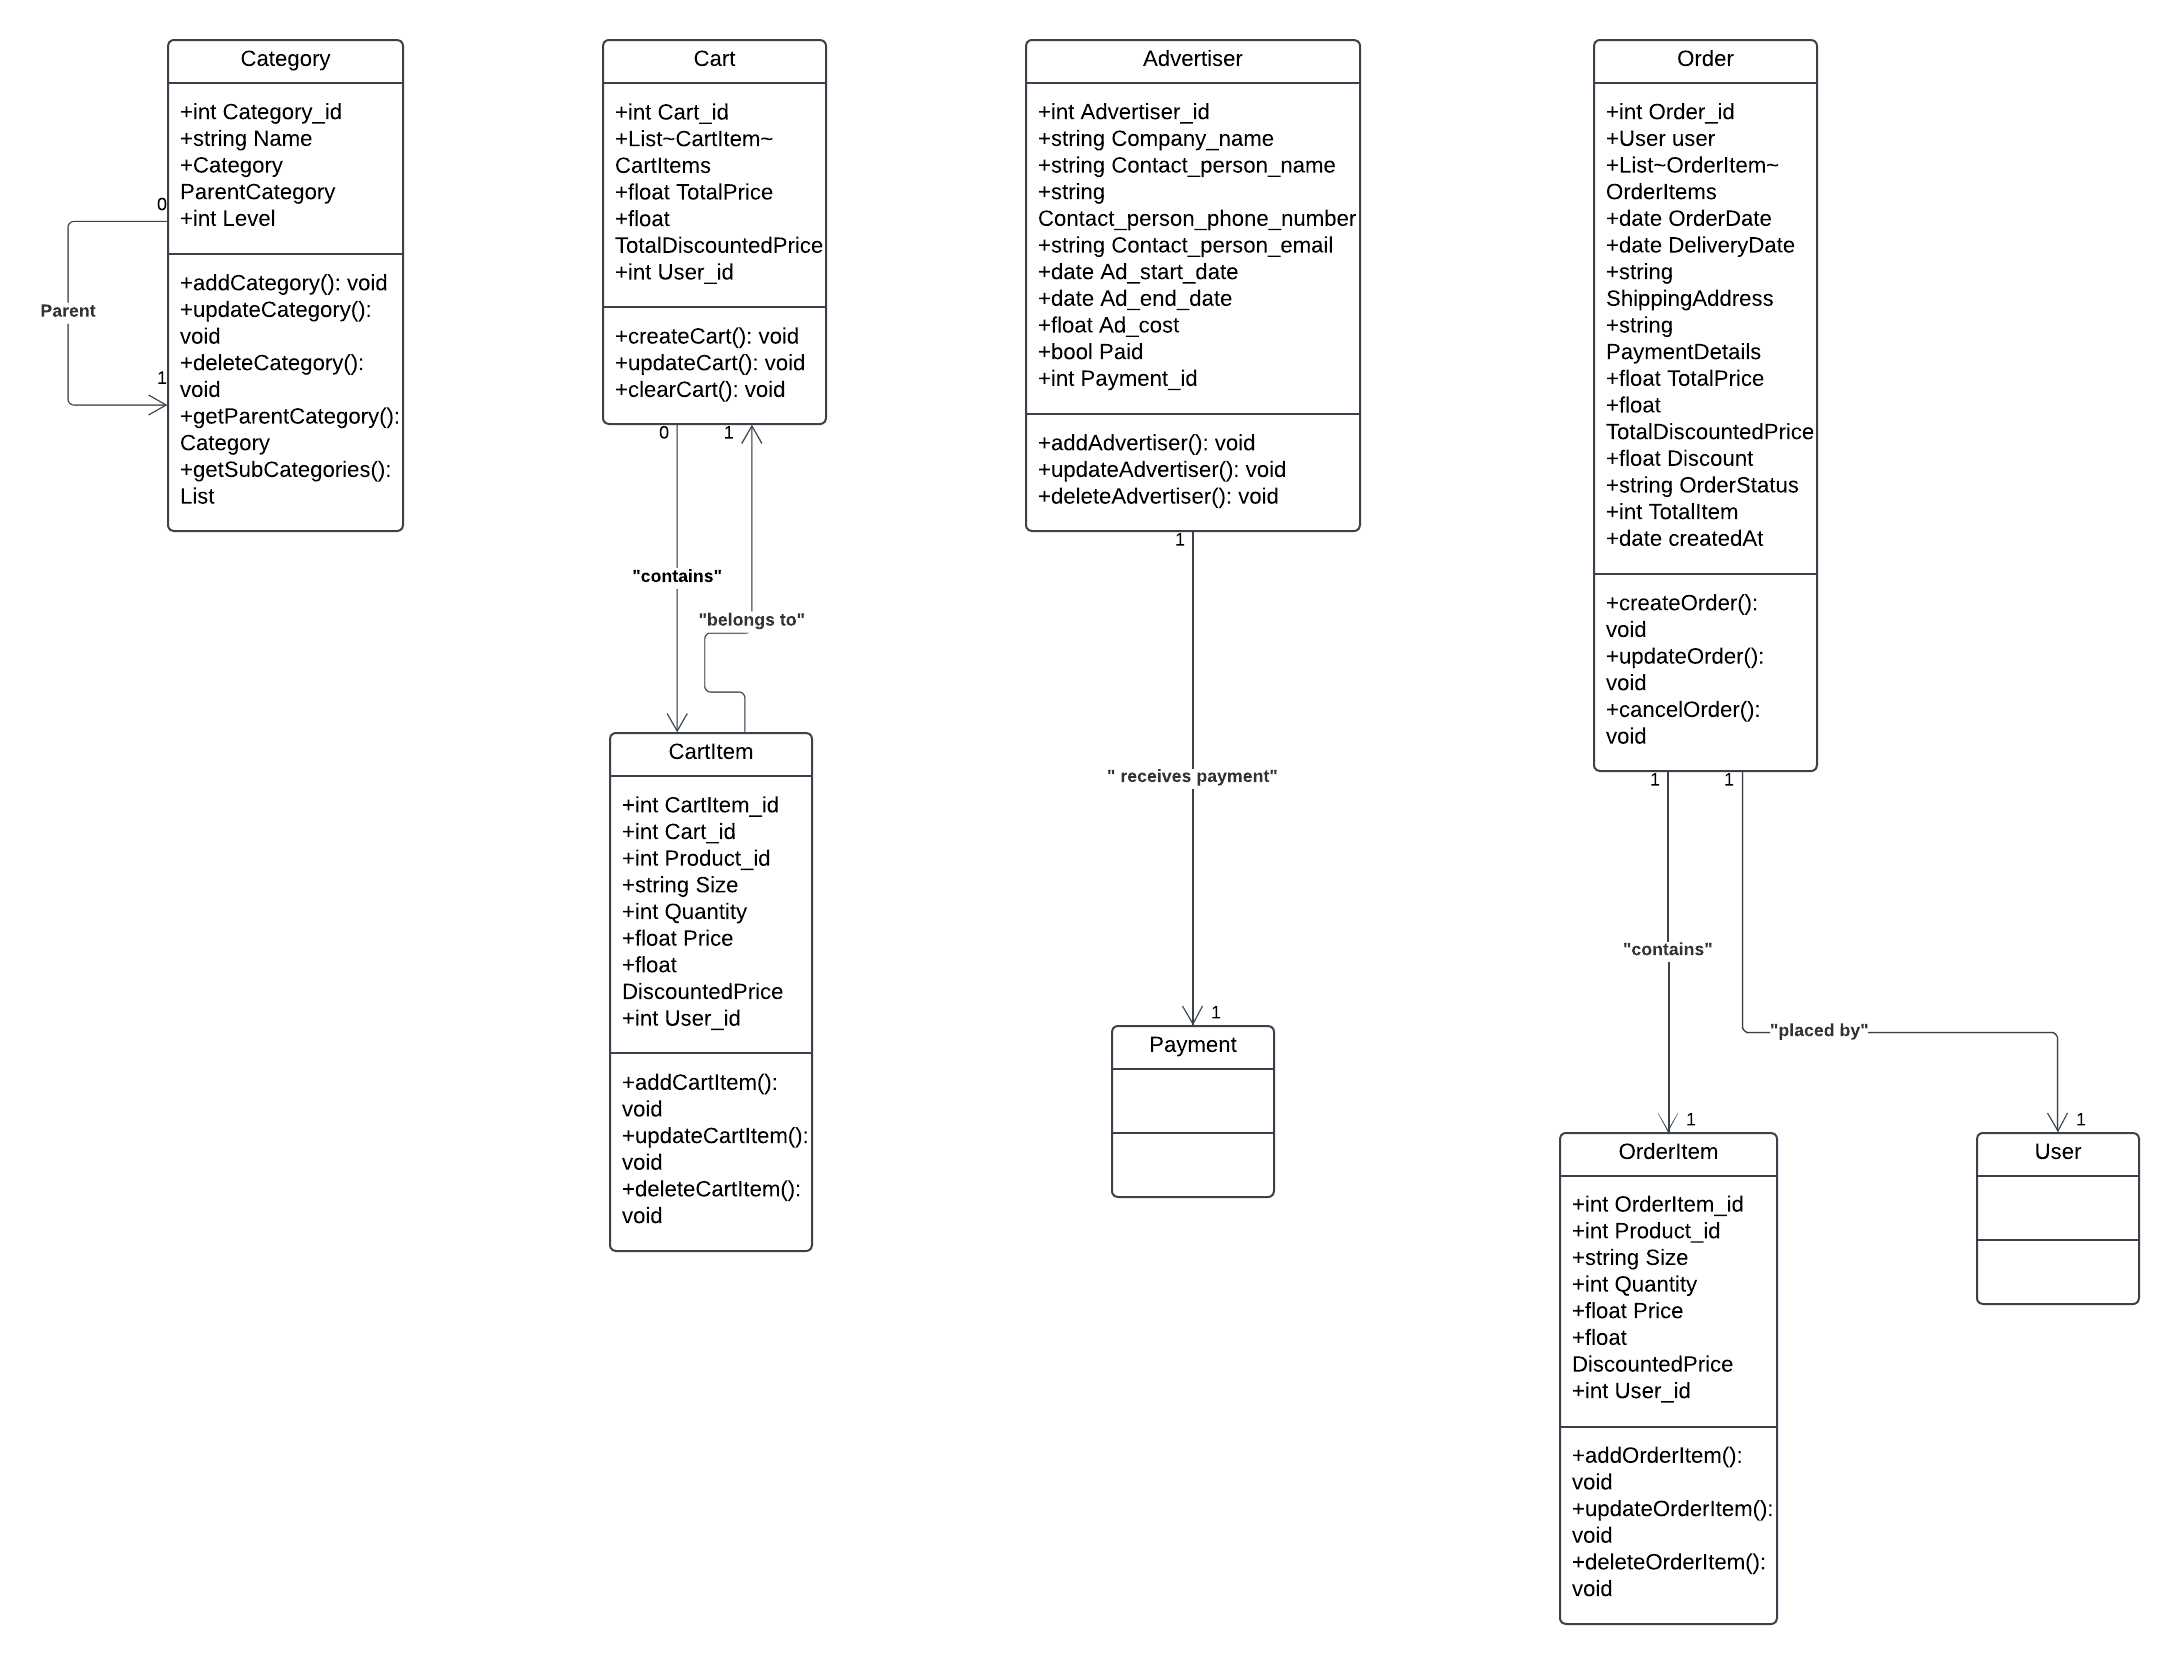 Category
+int Category_id
+string Name
+Category
ParentCategory
+int Level
+addCategory(): void
+updateCategory():
void
+deleteCategory():
void
+getParentCategory():
Category
+getSubCategories():
List
0
Parent
1
Cart
+int Cart_id
+List~CartItem~
CartItems
+float TotalPrice
+float
TotalDiscountedPrice
+int User_id
+createCart(): void
+updateCart(): void
+clearCart(): void
0
1
"contains"
"belongs to"
CartItem
+int CartItem_id
+int Cart_id
+int Product_id
+string Size
+int Quantity
+float Price
+float
DiscountedPrice
+int User_id
+addCartItem():
void
+updateCartItem():
void
+deleteCartItem():
void
Advertiser
+int Advertiser_id
+string Company_name
+string Contact_person_name
+string
Contact_person_phone_number
+string Contact_person_email
+date Ad_start_date
+date Ad_end_date
+float Ad_cost
+bool Paid
+int Payment_id
+addAdvertiser(): void
+updateAdvertiser(): void
+deleteAdvertiser(): void
1
" receives payment"
1
Payment
Order
+int Order_id
+User user
+List~OrderItem~
OrderItems
+date OrderDate
+date DeliveryDate
+string
ShippingAddress
+string
PaymentDetails
+float TotalPrice
+float
TotalDiscountedPrice
+float Discount
+string OrderStatus
+int TotalItem
+date createdAt
+createOrder():
void
+updateOrder():
void
+cancelOrder():
void
1
1
"contains"
"placed by"
1
1
OrderItem
+int OrderItem_id
+int Product_id
+string Size
+int Quantity
+float Price
+float
DiscountedPrice
+int User_id
+addOrderItem():
void
+updateOrderItem():
void
+deleteOrderItem():
void
User